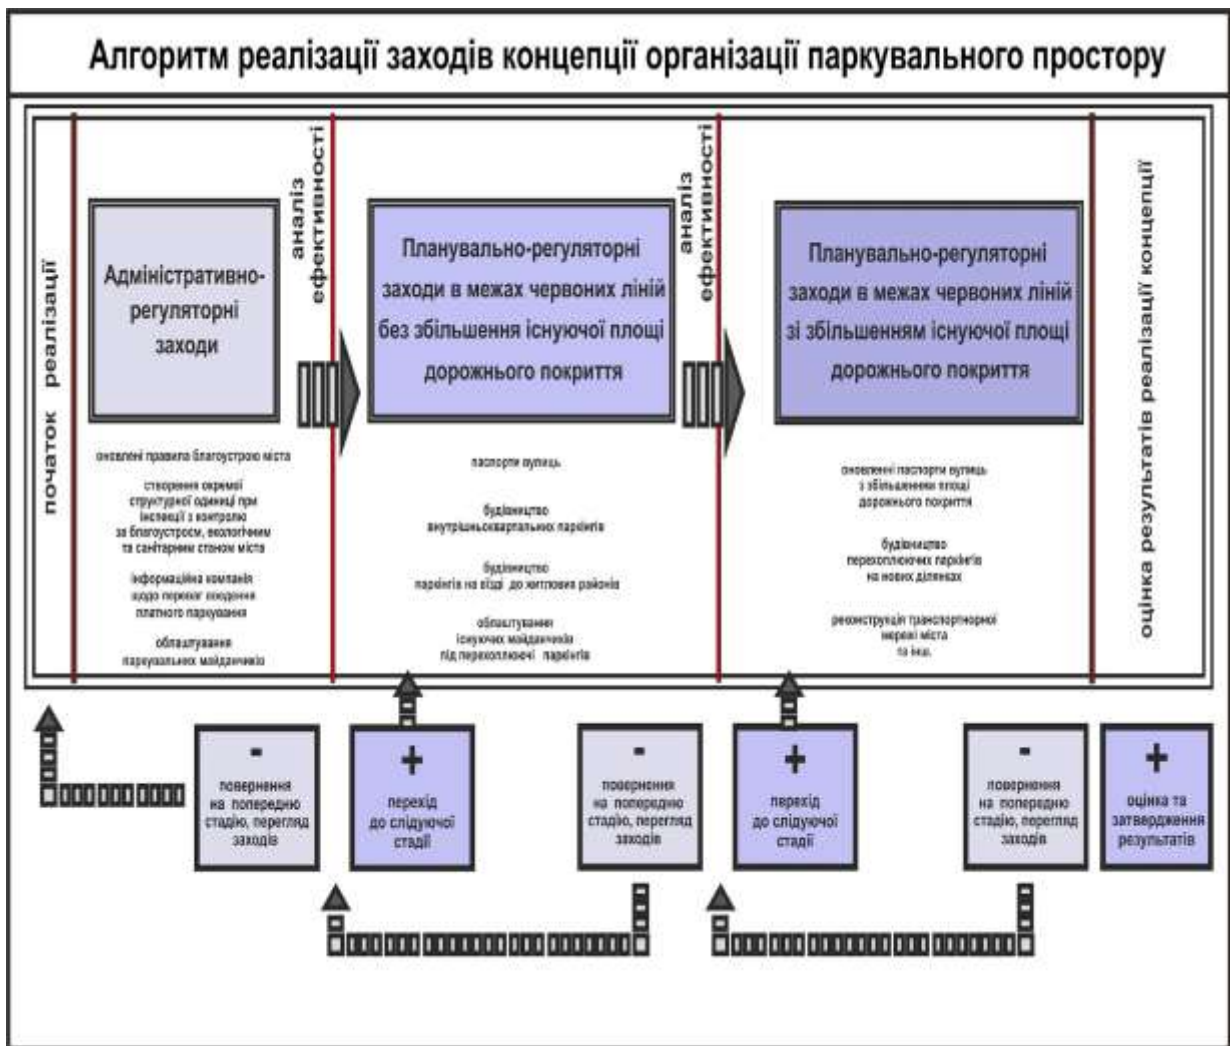 Алгоритм реалізації заходів концепції організації паркувального простору
початок реалізації
Адміністративно-
регуляторні
заходи
оновлені правила благоустрою міста
створення окремої
структурної одиниці при
інспекції з контролю
за благоустроєм, екологічним
та санітарним станом міста
інформаційна компанія
щодо переваг введення
платного паркування
облаштування
паркувальних майданчиків
аналіз
ефективності
Планувально-регуляторні
заходи в межах червоних ліній
без збільшення існуючої площі
дорожнього покриття
паспорти вулиць
будівництво
внутрішньоквартальних паркінгів
будівництво
паркінгів на в'їзді до житлових районів
облаштування
існуючих майданчиків
під перехоплюючі паркінгів
аналіз
ефективності
Планувально-регуляторні
заходи в межах червоних ліній
зі збільшенням існуючої площі
дорожнього покриття
оновленні паспорти вулиць
з збільшенням площі
дорожнього покриття
будівництво
перехоплюючих паркінгів
на нових ділянках
реконструкція транспортнорної
мережі міста
та інш.
оцінка результатів реалізації концепції
-
повернення
на попередню
стадію, перегляд
заходів
+
перехід
до слідуючої
стадії
-
повернення
на попередню
стадію, перегляд
заходів
+
перехід
до слідуючої
стадії
-
повернення
на попередню
стадію, перегляд
заходів
+
оцінка та
затвердження
результатів